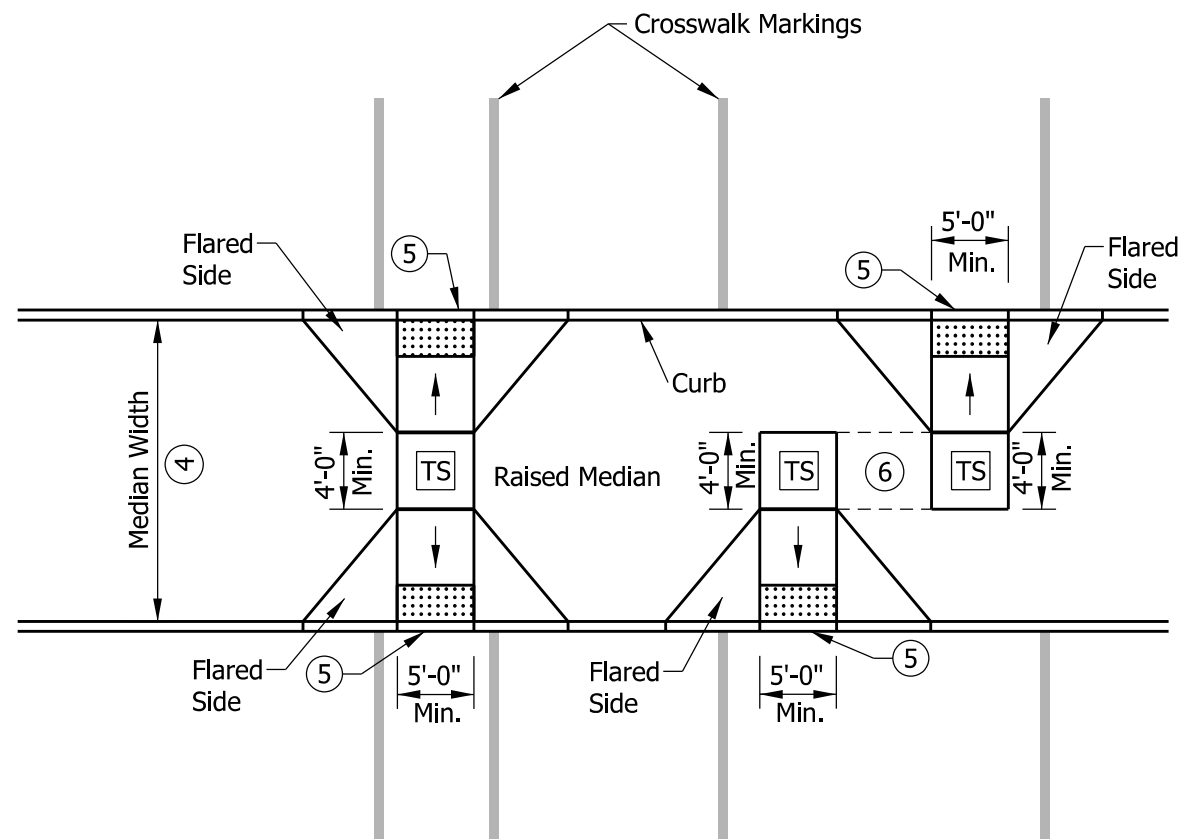 Crosswalk Markings
5'-0"
Min.
Flared
Side
5
5
Flared
Side
Curb
Median Width
4
4'-0"
Min.
TS
Raised Median
4'-0"
Min.
TS
6
TS
4'-0"
Min.
Flared
Side
5
5'-0"
Min.
Flared
Side
5'-0"
Min.
5